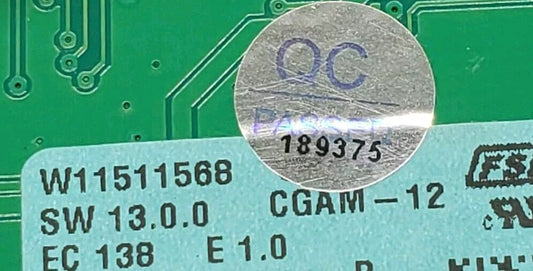 QC
PASSED
189375
W11511568
SW 13.0.0 CGAM-12
EC 138 E 1.0